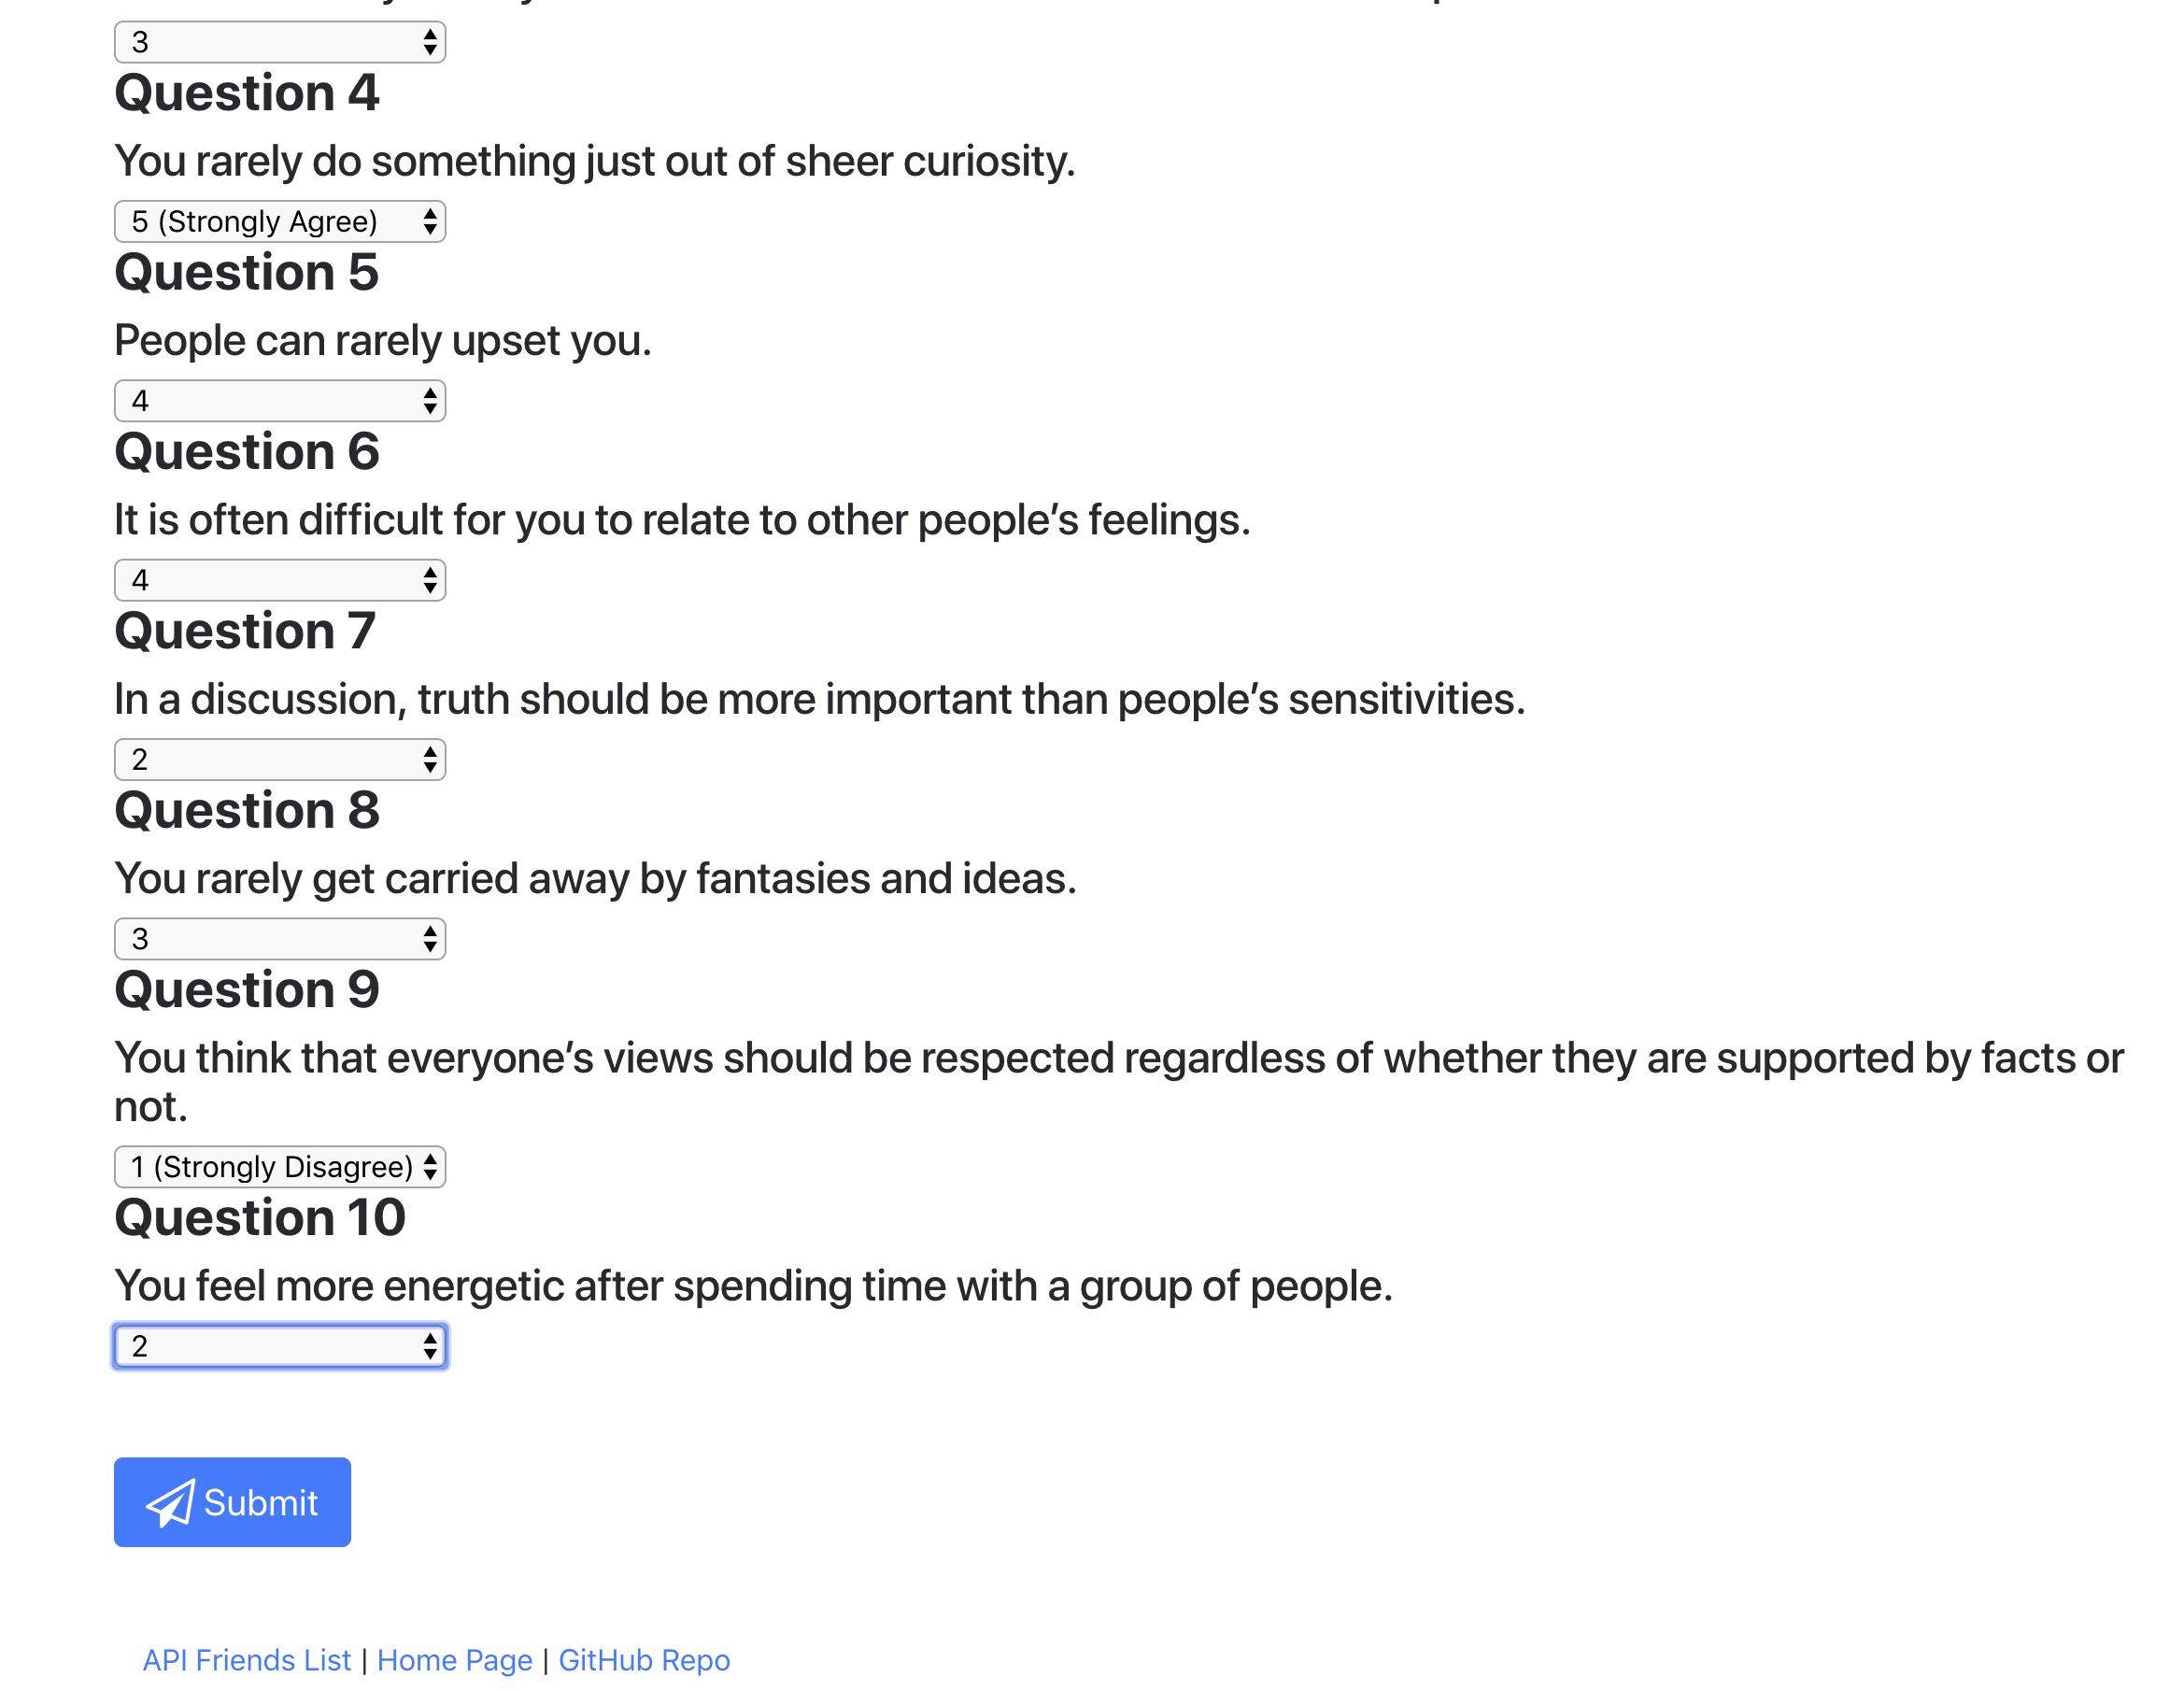 3
Question 4
You rarely do something just out of sheer curiosity.
5 (Strongly Agree)
Question 5
People can rarely upset you.
4
Question 6
It is often difficult for you to relate to other people’s feelings.
4
Question 7
In a discussion, truth should be more important than people’s sensitivities.
2
Question 8
You rarely get carried away by fantasies and ideas.
3
Question 9
You think that everyone’s views should be respected regardless of whether they are supported by facts or
not.
1 (Strongly Disagree)
Question 10
You feel more energetic after spending time with a group of people.
2
Submit
API Friends List | Home Page | GitHub Repo